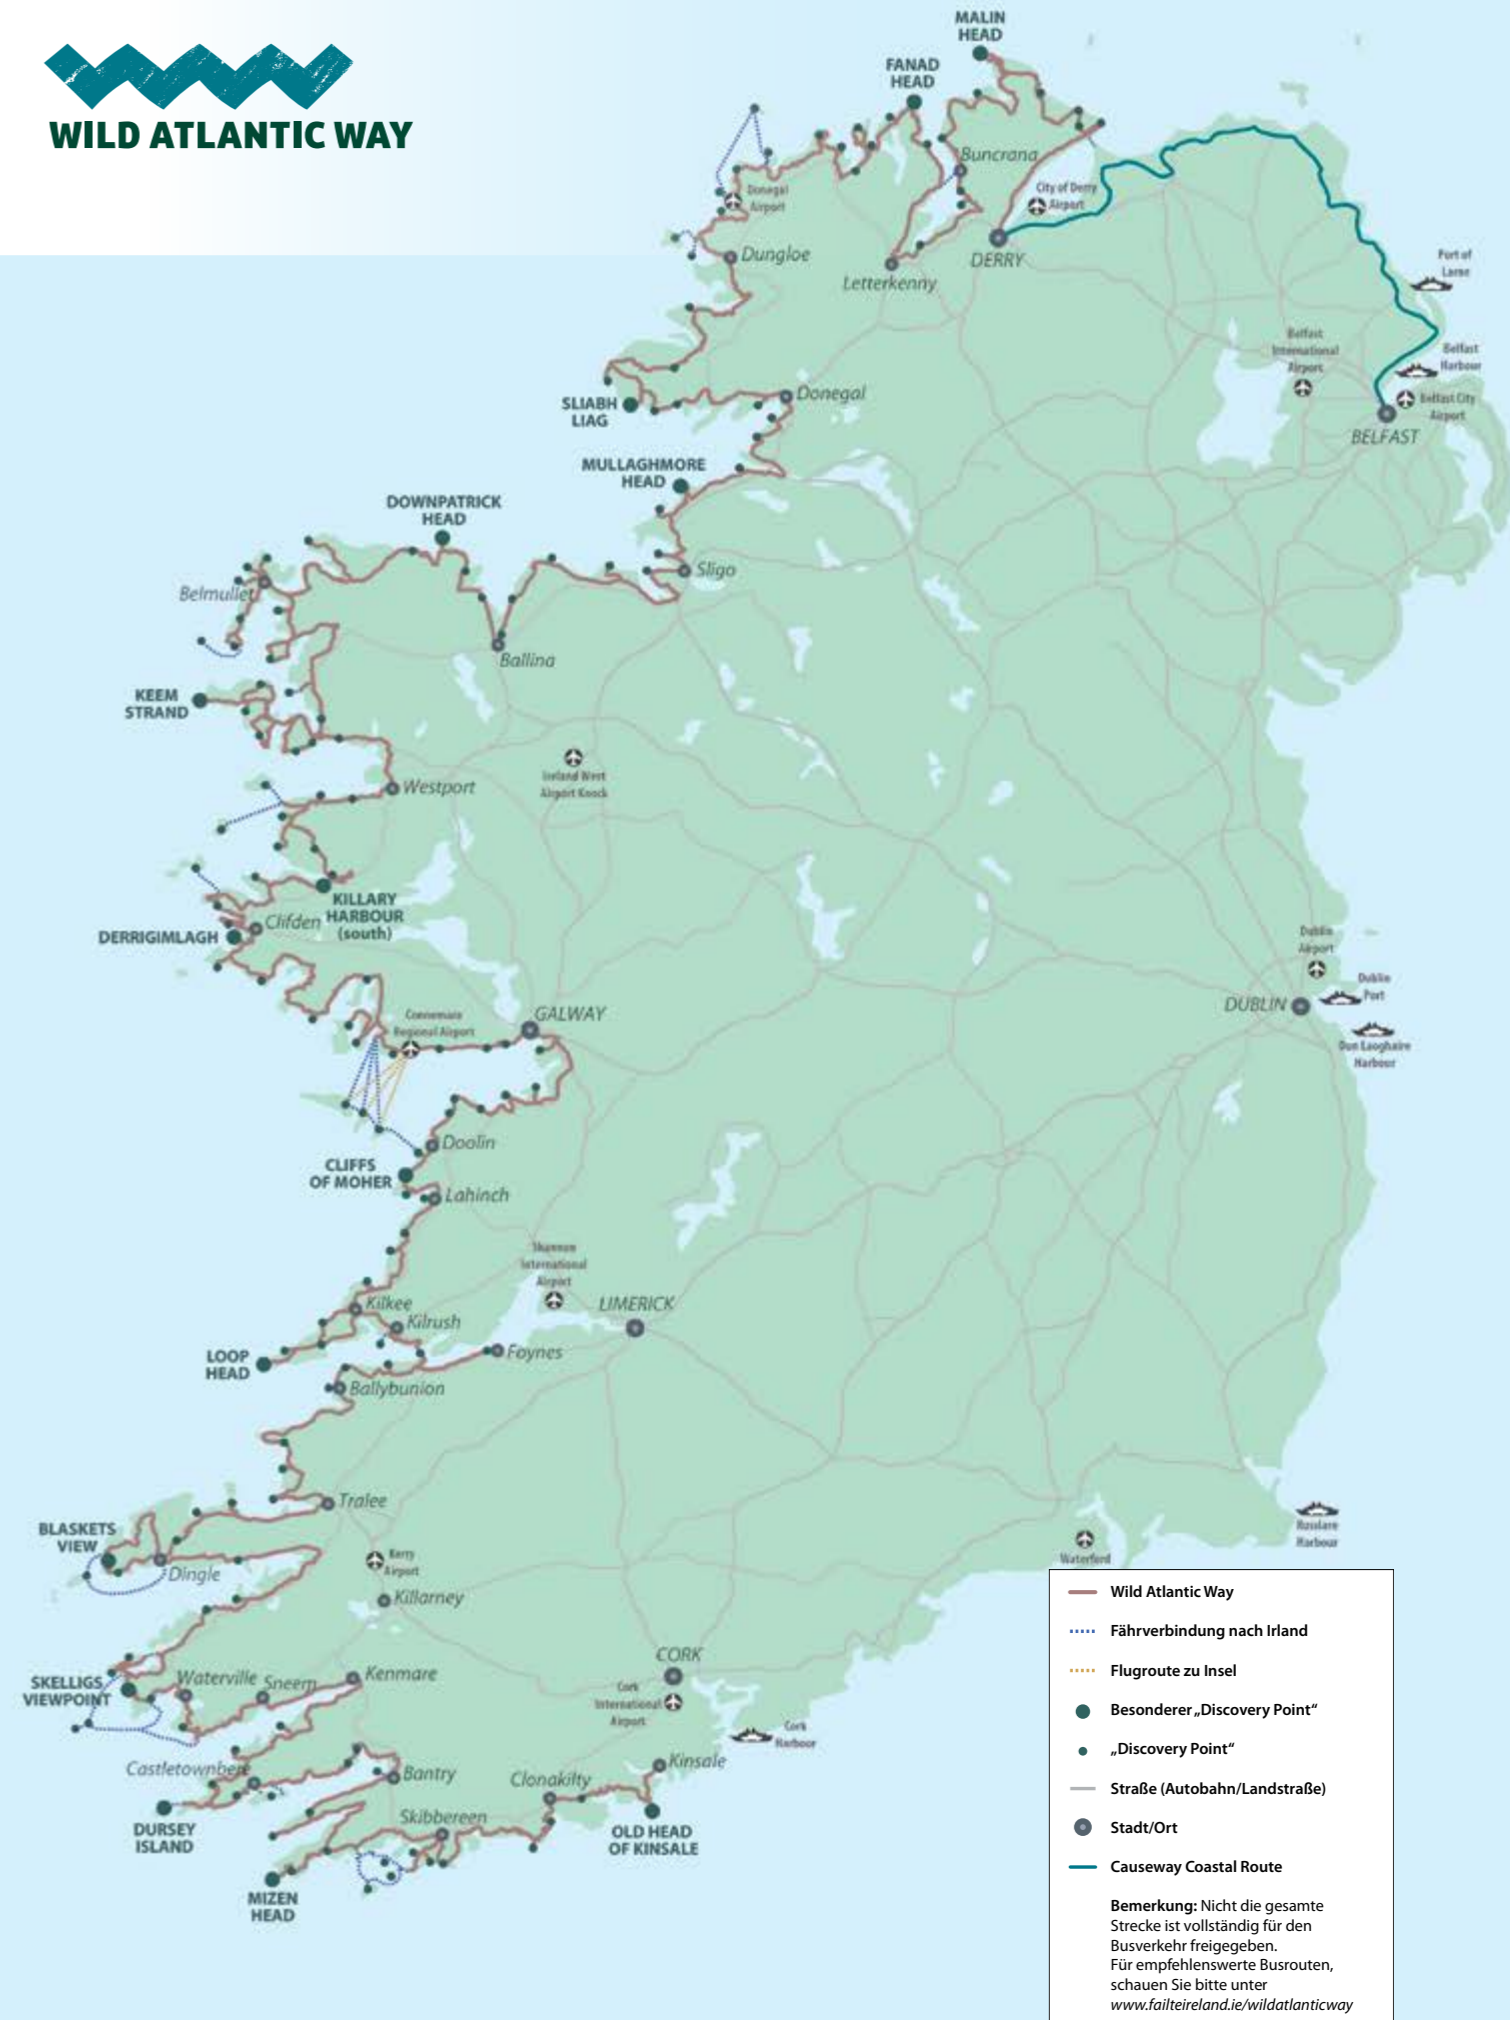 WILD ATLANTIC WAY
MALIN
HEAD
FANAD
HEAD
Buncrana
Donegal
Airport
City of Derry
Airport
Dungloe
DERRY
Letterkenny
Port of
Larne
Belfast
International
Airport
Belfast
Harbour
Belfast City
Airport
BELFAST
SLIABH
LIAG
Donegal
MULLAGHMORE
HEAD
DOWNPATRICK
HEAD
Sligo
Belmullet
Ballina
KEEM
STRAND
Westport
Ireland West
Airport Knock
KILLARY
HARBOUR
(south)
Clifden
DERRIGIMLAGH
Dublin
Airport
Dublin
Port
DUBLIN
Dun Laoghaire
Harbour
Connemara
Regional Airport
GALWAY
Doolin
CLIFFS
OF MOHER
Lahinch
Shannon
International
Airport
Kilkee
Kilrush
LIMERICK
Foynes
LOOP
HEAD
Ballybunion
Tralee
BLASKETS
VIEW
Dingle
Kerry
Airport
Killarney
Rosslare
Harbour
Waterford
SKELLIGS
VIEWPOINT
Waterville
Sneem
Kenmare
CORK
Cork
International
Airport
Cork
Harbour
Castletownbere
Bantry
Clonakilty
Kinsale
DURSEY
ISLAND
Skibbereen
OLD HEAD
OF KINSALE
MIZEN
HEAD
Wild Atlantic Way
Fährverbindung nach Irland
Flugroute zu Insel
Besonderer „Discovery Point“
„Discovery Point“
Straße (Autobahn/Landstraße)
Stadt/Ort
Causeway Coastal Route
Bemerkung: Nicht die gesamte
Strecke ist vollständig für den
Busverkehr freigegeben.
Für empfehlenswerte Busrouten,
schauen Sie bitte unter
www.failteireland.ie/wildatlanticway